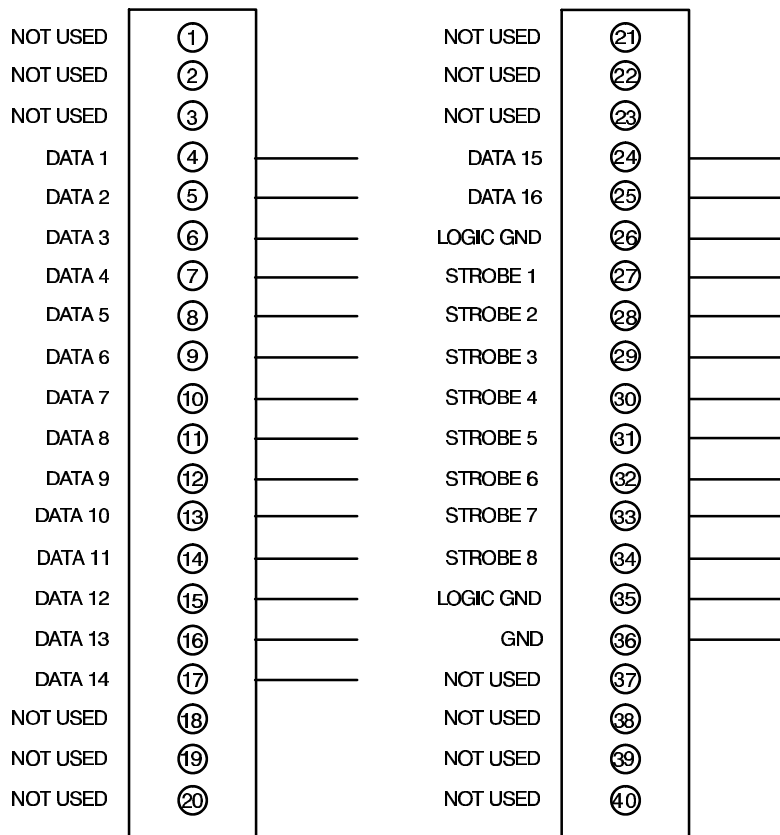 NOT USED 1
NOT USED 2
NOT USED 3
DATA 1 4
DATA 2 5
DATA 3 6
DATA 4 7
DATA 5 8
DATA 6 9
DATA 7 10
DATA 8 11
DATA 9 12
DATA 10 13
DATA 11 14
DATA 12 15
DATA 13 16
DATA 14 17
NOT USED 18
NOT USED 19
NOT USED 20
NOT USED 21
NOT USED 22
NOT USED 23
DATA 15 24
DATA 16 25
LOGIC GND 26
STROBE 1 27
STROBE 2 28
STROBE 3 29
STROBE 4 30
STROBE 5 31
STROBE 6 32
STROBE 7 33
STROBE 8 34
LOGIC GND 35
GND 36
NOT USED 37
NOT USED 38
NOT USED 39
NOT USED 40